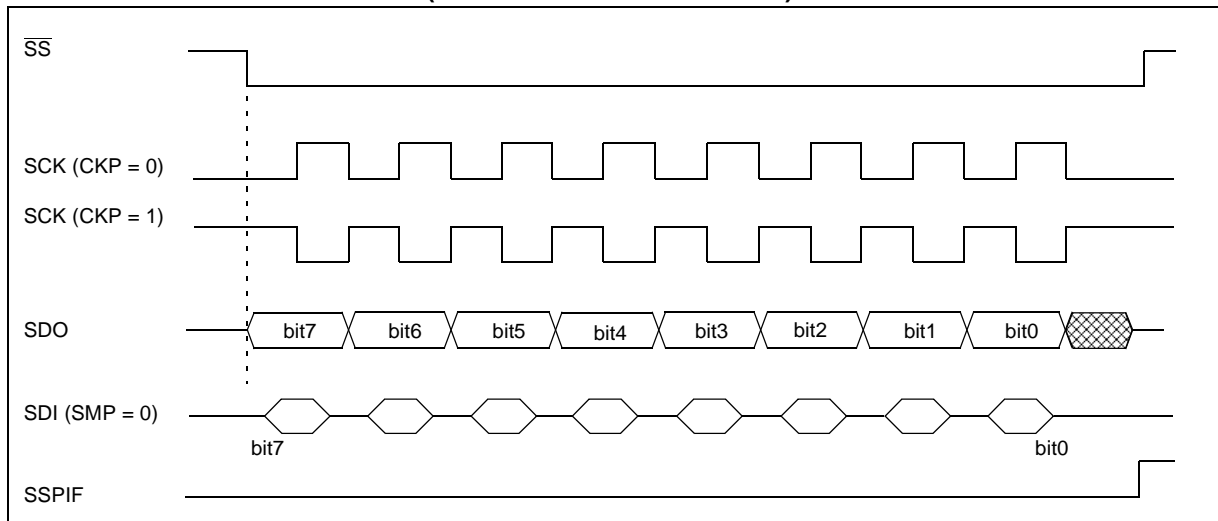 SS
SCK (CKP = 0)
SCK (CKP = 1)
SDO bit7 bit6 bit5 bit4 bit3 bit2 bit1 bit0
SDI (SMP = 0)
bit7 bit0
SSPIF